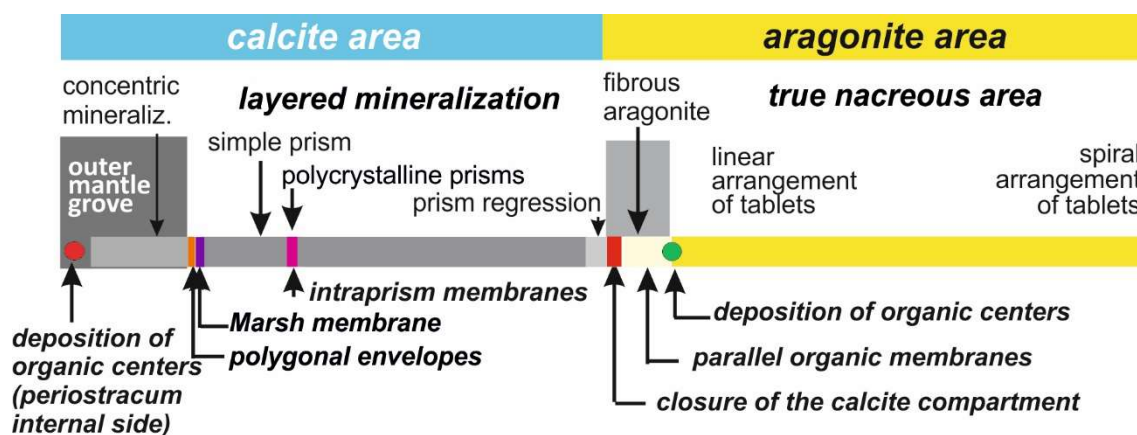 calcite area
aragonite area
concentric
mineraliz.
layered mineralization
fibrous
aragonite
true nacreous area
simple prism
outer
mantle
grove
polycrystalline prisms
prism regression
linear
arrangement
of tablets
spiral
arrangement
of tablets
intraprism membranes
Marsh membrane
polygonal envelopes
deposition of
organic centers
(periostracum
internal side)
deposition of organic centers
parallel organic membranes
closure of the calcite compartment